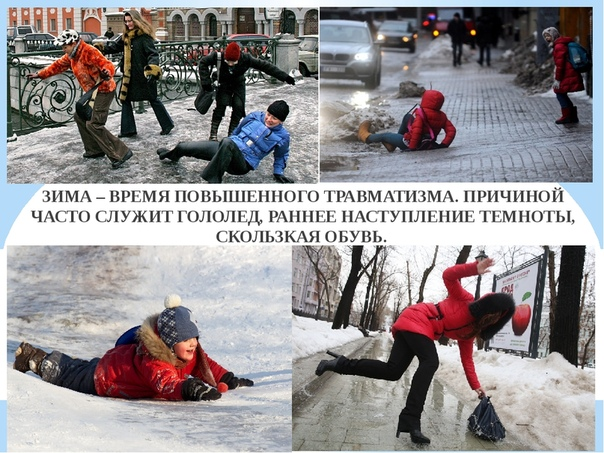 ЗИМА – ВРЕМЯ ПОВЫШЕННОГО ТРАВМАТИЗМА. ПРИЧИНОЙ
ЧАСТО СЛУЖИТ ГОЛОЛЕД, РАННЕЕ НАСТУПЛЕНИЕ ТЕМНОТЫ,
СКОЛЬЗКАЯ ОБУВЬ.